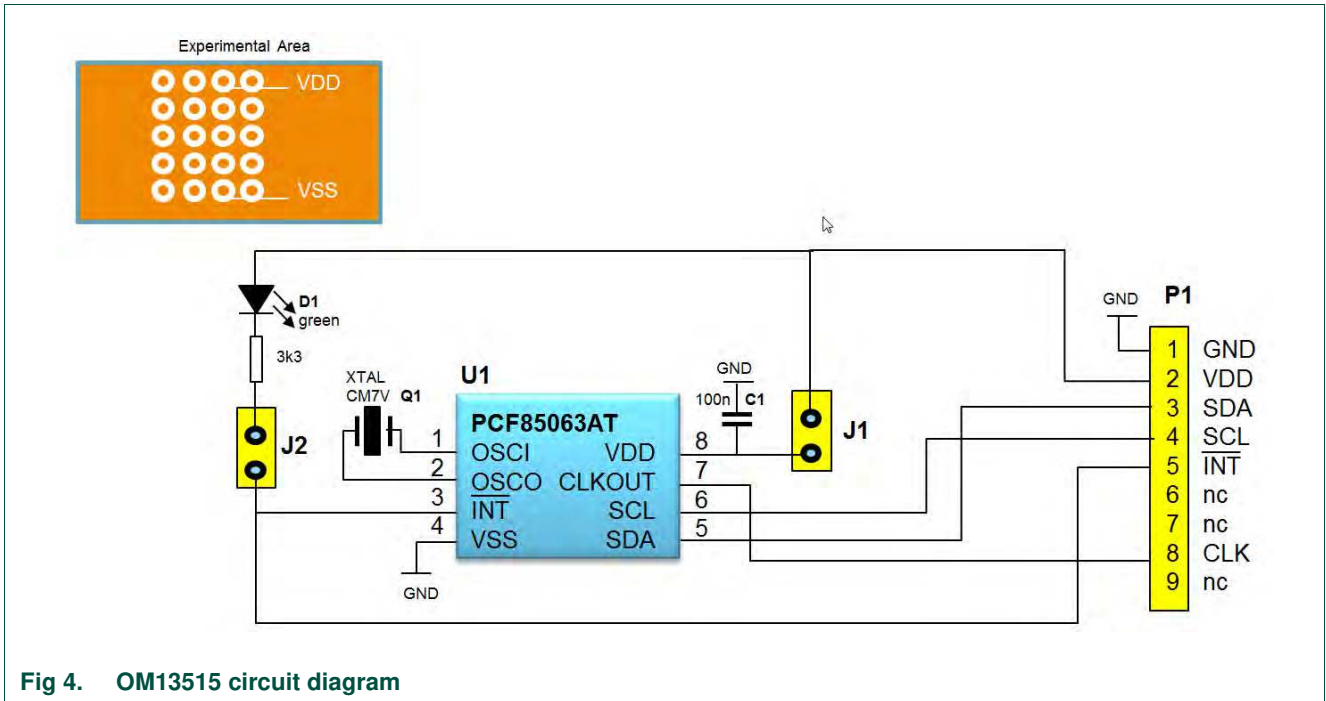 Experimental Area
VDD
VSS
D1
green
3k3
J2
XTAL
CM7V Q1
U1
PCF85063AT
1 OSCI
2 OSCO
3 INT
4 VSS
GND
VDD 8
CLKOUT 7
SCL 6
SDA 5
GND
100n C1
J1
GND
P1
1 GND
2 VDD
3 SDA
4 SCL
5 INT
6 nc
7 nc
8 CLK
9 nc
Fig 4. OM13515 circuit diagram